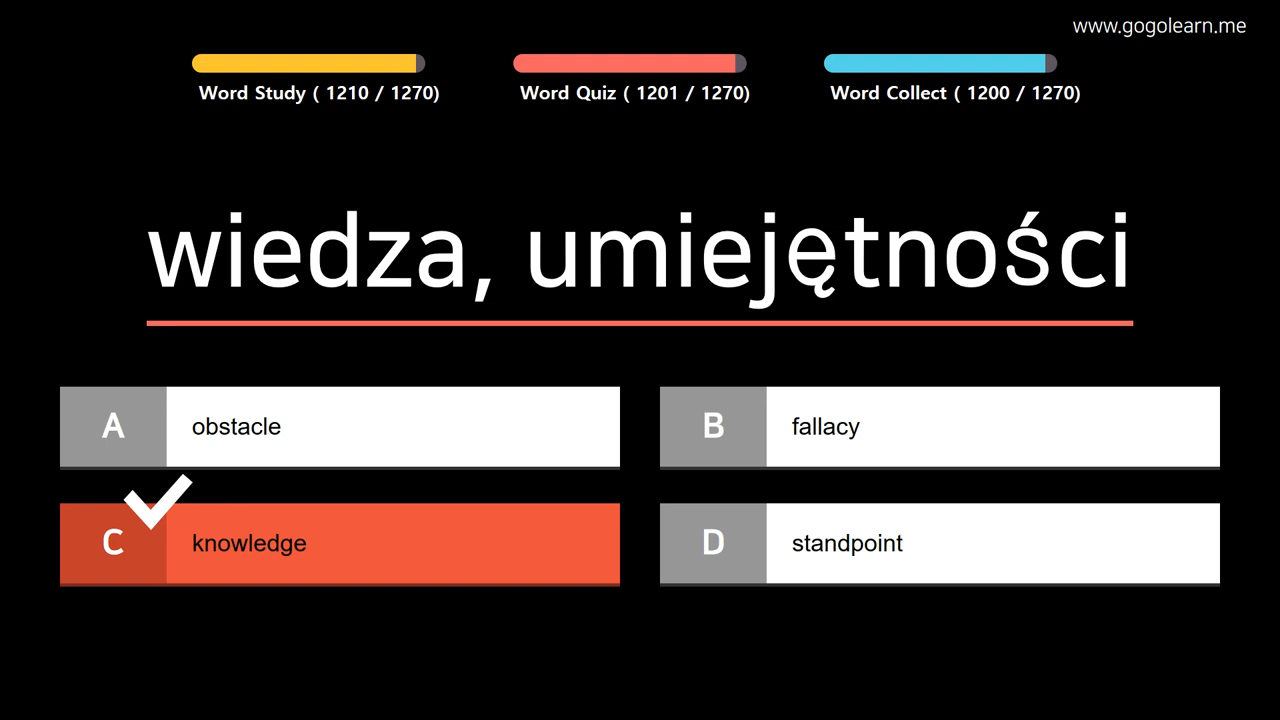 www.gogolearn.me
Word Study ( 1210 / 1270)
Word Quiz ( 1201 / 1270)
Word Collect ( 1200 / 1270)
wiedza, umiejętności
A obstacle
B fallacy
C knowledge
D standpoint